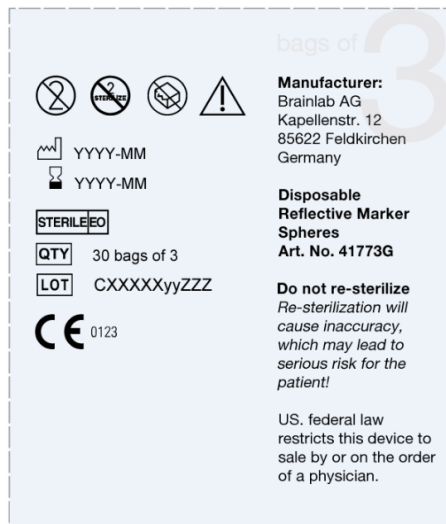 bags of 3
2
2
STERILIZE
YYYY-MM
YYYY-MM
STERILE EO
QTY 30 bags of 3
LOT CXXXXXyyZZZ
CE 0123
Manufacturer:
Brainlab AG
Kapellenstr. 12
85622 Feldkirchen
Germany
Disposable
Reflective Marker
Spheres
Art. No. 41773G
Do not re-sterilize
Re-sterilization will
cause inaccuracy,
which may lead to
serious risk for the
patient!
US. federal law
restricts this device to
sale by or on the order
of a physician.